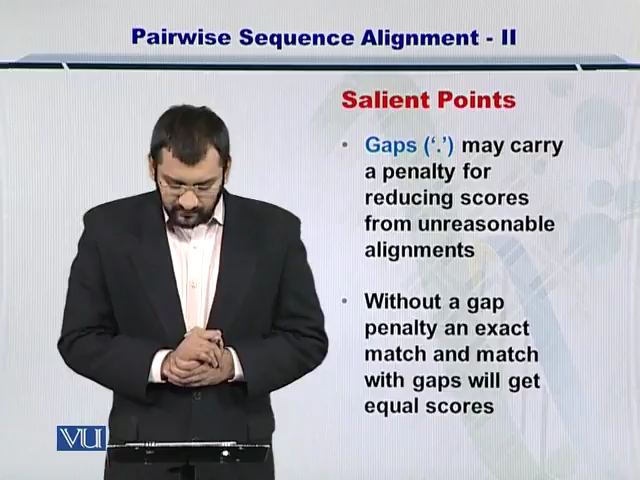 Pairwise Sequence Alignment - II
Salient Points
• Gaps (‘.’) may carry
a penalty for
reducing scores
from unreasonable
alignments
• Without a gap
penalty an exact
match and match
with gaps will get
equal scores
VU